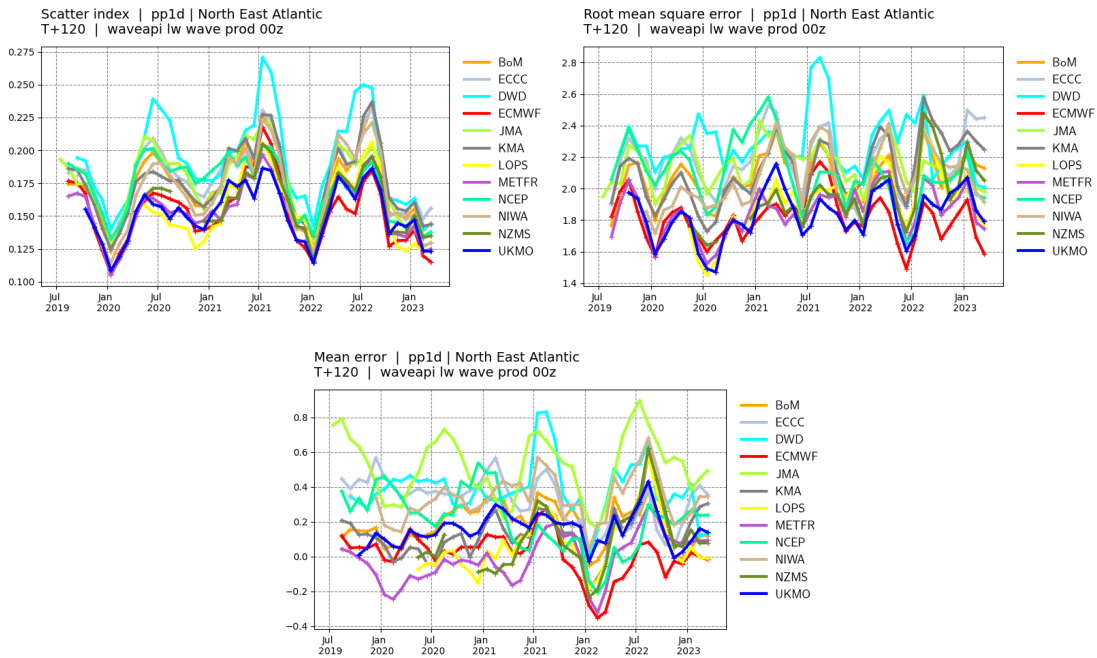 Scatter index | pp1d | North East Atlantic
T+120 | waveapi lw wave prod 00z
0.275
0.250
0.225
0.200
0.175
0.150
0.125
0.100
Jul 2019
Jan 2020
Jul 2020
Jan 2021
Jul 2021
Jan 2022
Jul 2022
Jan 2023
BoM
ECCC
DWD
ECMWF
JMA
KMA
LOPS
METFR
NCEP
NIWA
NZMS
UKMO
Root mean square error | pp1d | North East Atlantic
T+120 | waveapi lw wave prod 00z
2.8
2.6
2.4
2.2
2.0
1.8
1.6
1.4
Jul 2019
Jan 2020
Jul 2020
Jan 2021
Jul 2021
Jan 2022
Jul 2022
Jan 2023
BoM
ECCC
DWD
ECMWF
JMA
KMA
LOPS
METFR
NCEP
NIWA
NZMS
UKMO
Mean error | pp1d | North East Atlantic
T+120 | waveapi lw wave prod 00z
0.8
0.6
0.4
0.2
0.0
−0.2
−0.4
Jul 2019
Jan 2020
Jul 2020
Jan 2021
Jul 2021
Jan 2022
Jul 2022
Jan 2023
BoM
ECCC
DWD
ECMWF
JMA
KMA
LOPS
METFR
NCEP
NIWA
NZMS
UKMO